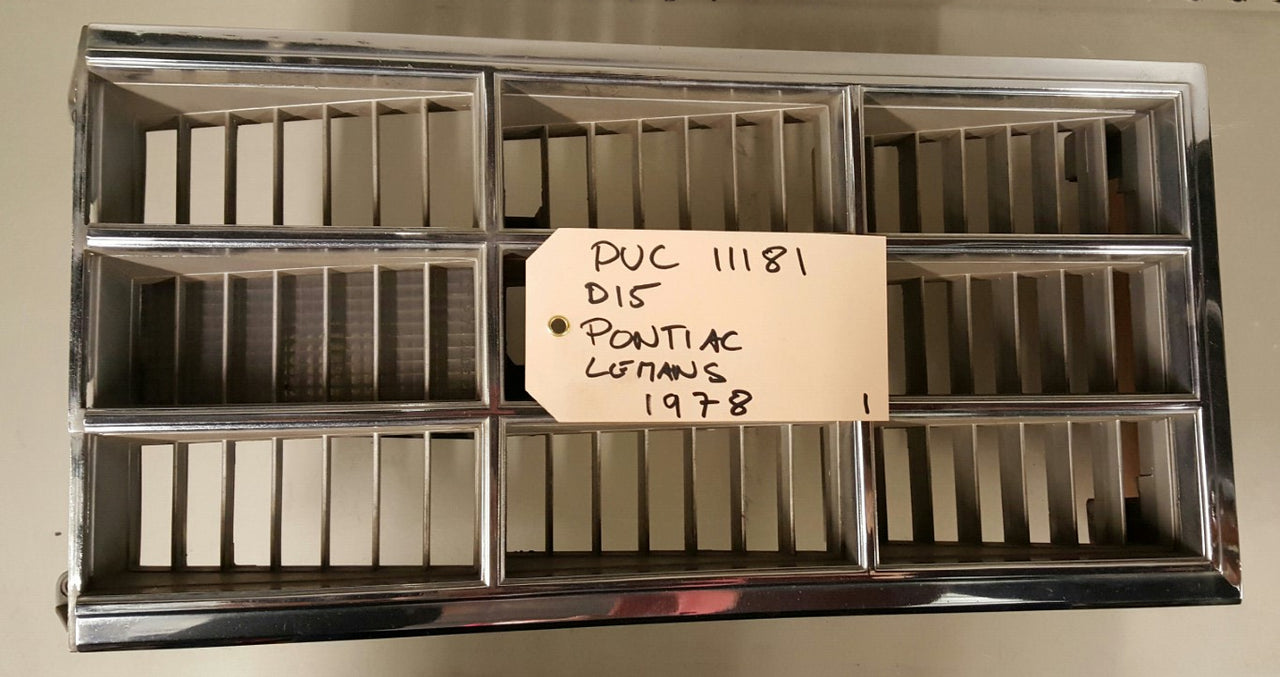 PUC 11181
D15
PONTIAC
LEMANS
1978 1